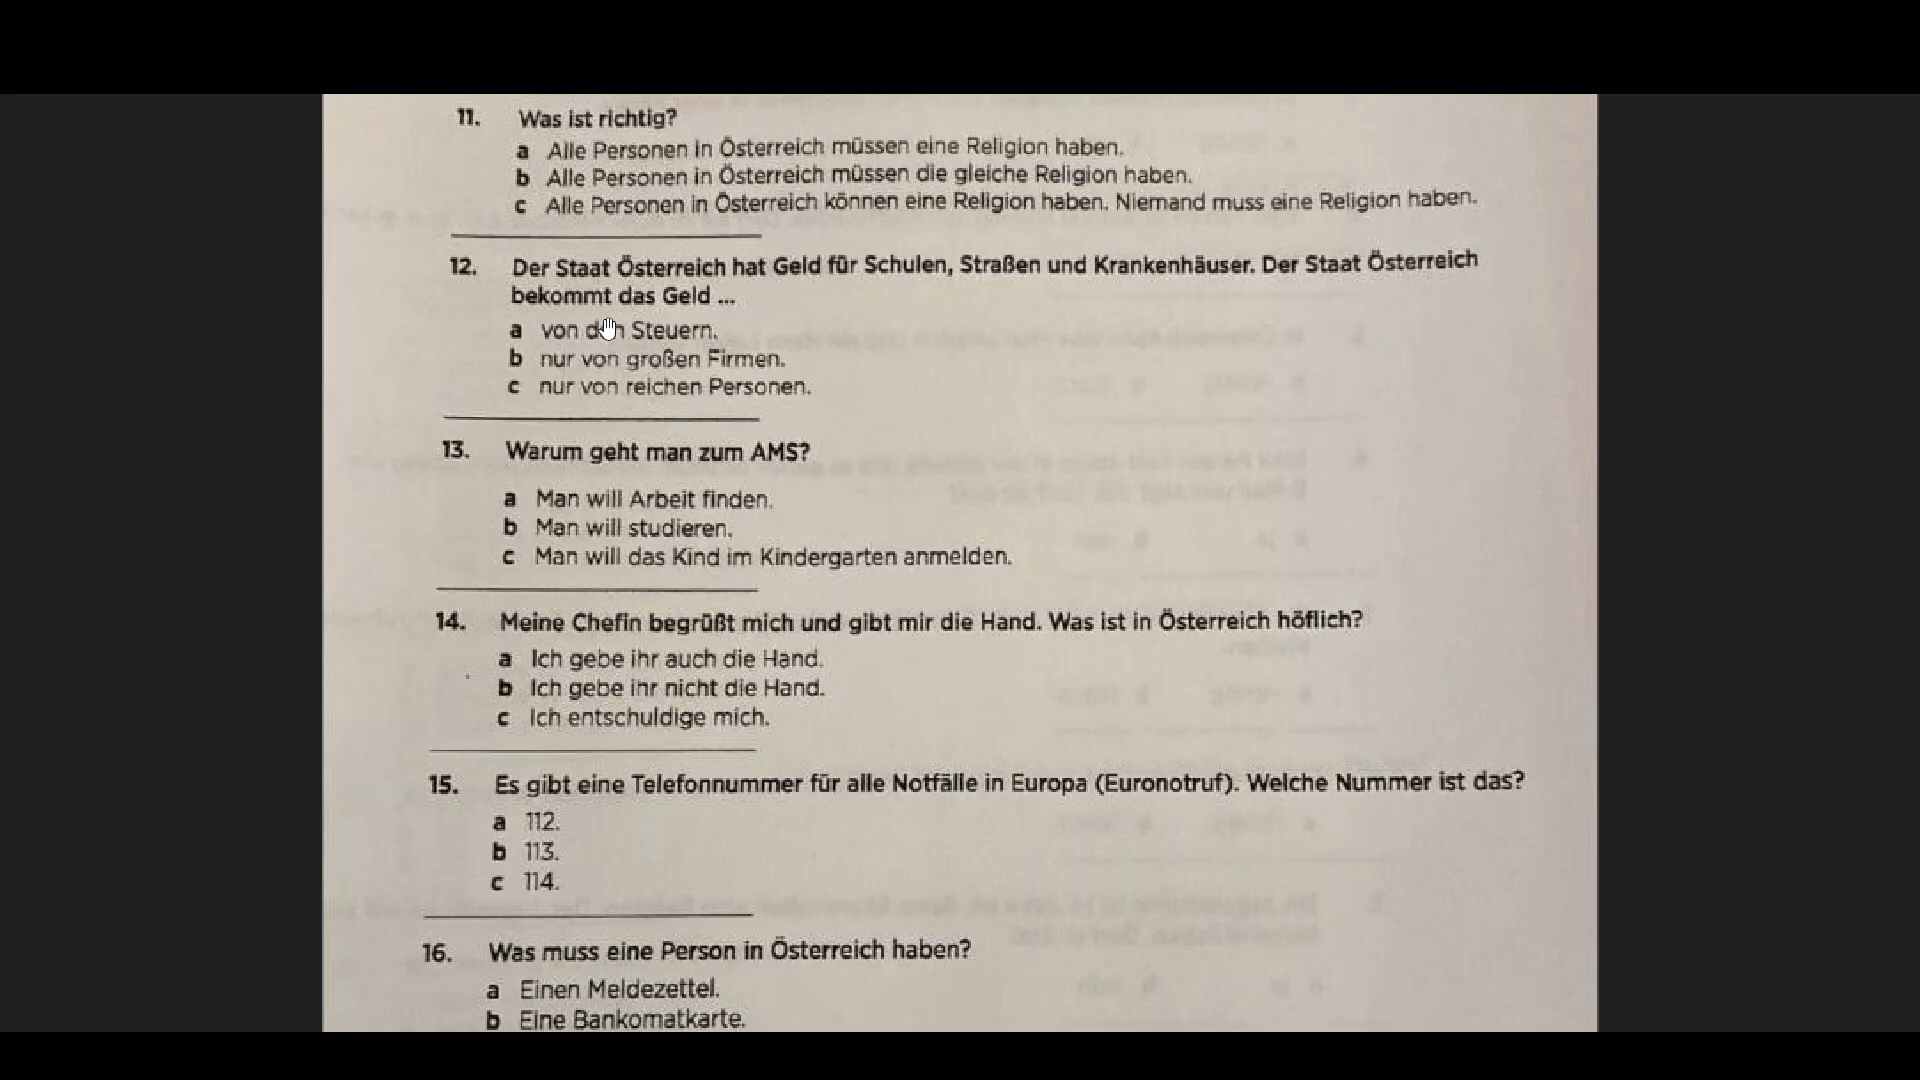 11. Was ist richtig?
a Alle Personen in Österreich müssen eine Religion haben.
b Alle Personen in Österreich müssen die gleiche Religion haben.
c Alle Personen in Österreich können eine Religion haben. Niemand muss eine Religion haben.
12. Der Staat Österreich hat Geld für Schulen, Straßen und Krankenhäuser. Der Staat Österreich
bekommt das Geld ...
a von den Steuern.
b nur von großen Firmen.
c nur von reichen Personen.
13. Warum geht man zum AMS?
a Man will Arbeit finden.
b Man will studieren.
c Man will das Kind im Kindergarten anmelden.
14. Meine Chefin begrüßt mich und gibt mir die Hand. Was ist in Österreich höflich?
a Ich gebe ihr auch die Hand.
b Ich gebe ihr nicht die Hand.
c Ich entschuldige mich.
15. Es gibt eine Telefonnummer für alle Notfälle in Europa (Euronotruf). Welche Nummer ist das?
a 112.
b 113.
c 114.
16. Was muss eine Person in Österreich haben?
a Einen Meldezettel.
b Eine Bankomatkarte.